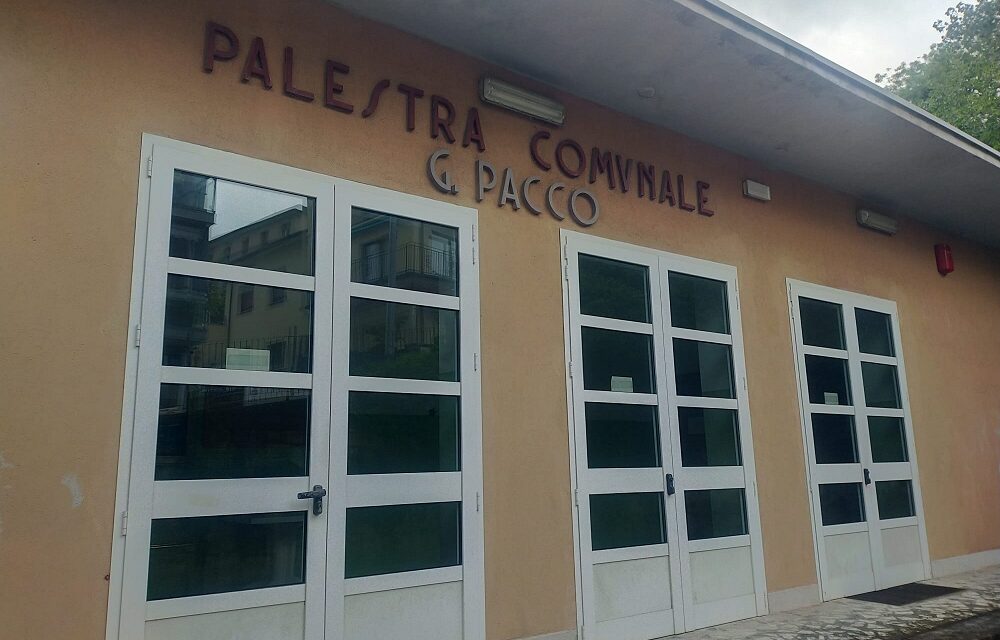 PALESTRA COMVNALE
G. PACCO